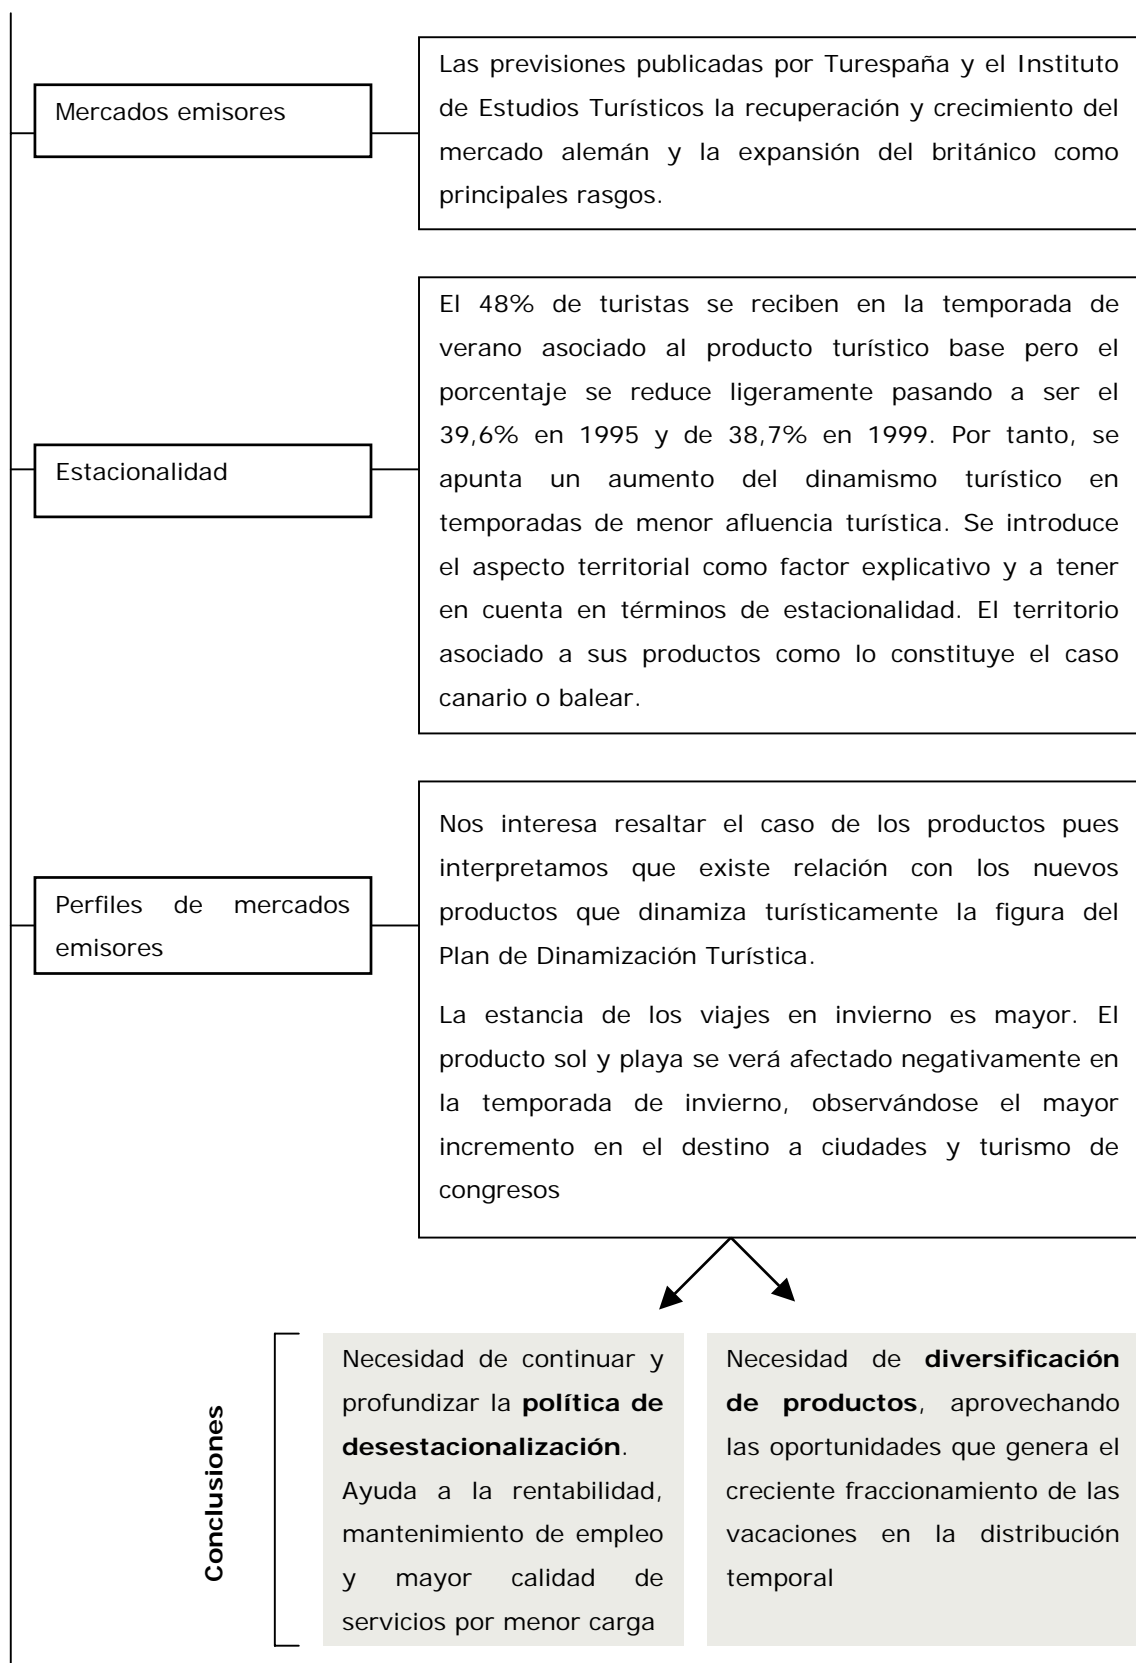 Mercados emisores
Las previsiones publicadas por Turespaña y el Instituto
de Estudios Turísticos la recuperación y crecimiento del
mercado alemán y la expansión del británico como
principales rasgos.
Estacionalidad
El 48% de turistas se reciben en la temporada de
verano asociado al producto turístico base pero el
porcentaje se reduce ligeramente pasando a ser el
39,6% en 1995 y de 38,7% en 1999. Por tanto, se
apunta un aumento del dinamismo turístico en
temporadas de menor afluencia turística. Se introduce
el aspecto territorial como factor explicativo y a tener
en cuenta en términos de estacionalidad. El territorio
asociado a sus productos como lo constituye el caso
canario o balear.
Perfiles de mercados
emisores
Nos interesa resaltar el caso de los productos pues
interpretamos que existe relación con los nuevos
productos que dinamiza turísticamente la figura del
Plan de Dinamización Turística.
La estancia de los viajes en invierno es mayor. El
producto sol y playa se verá afectado negativamente en
la temporada de invierno, observándose el mayor
incremento en el destino a ciudades y turismo de
congresos
Conclusiones
Necesidad de continuar y
profundizar la política de
desestacionalización.
Ayuda a la rentabilidad,
mantenimiento de empleo
y mayor calidad de
servicios por menor carga
Necesidad de diversificación
de productos, aprovechando
las oportunidades que genera el
creciente fraccionamiento de las
vacaciones en la distribución
temporal